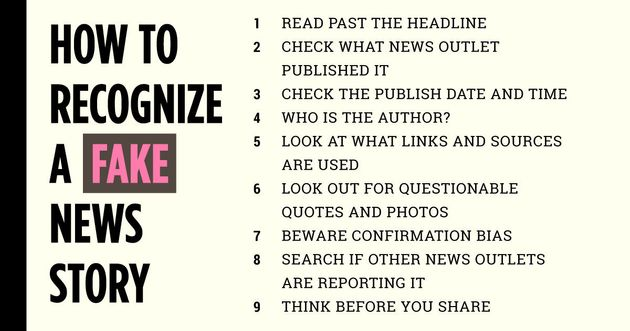 HOW TO
RECOGNIZE
A FAKE
NEWS
STORY
1 READ PAST THE HEADLINE
2 CHECK WHAT NEWS OUTLET
PUBLISHED IT
3 CHECK THE PUBLISH DATE AND TIME
4 WHO IS THE AUTHOR?
5 LOOK AT WHAT LINKS AND SOURCES
ARE USED
6 LOOK OUT FOR QUESTIONABLE
QUOTES AND PHOTOS
7 BEWARE CONFIRMATION BIAS
8 SEARCH IF OTHER NEWS OUTLETS
ARE REPORTING IT
9 THINK BEFORE YOU SHARE